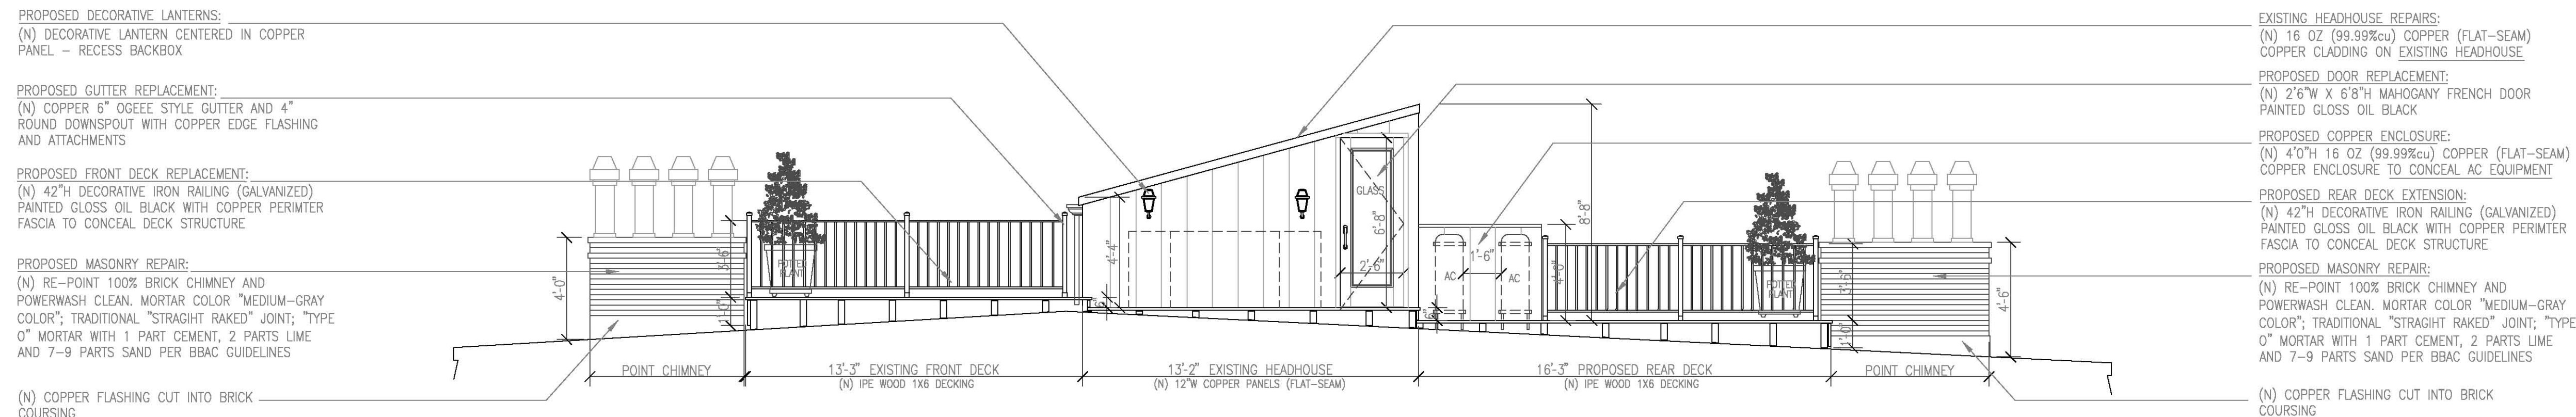 PROPOSED DECORATIVE LANTERNS:
(N) DECORATIVE LANTERN CENTERED IN COPPER
PANEL – RECESS BACKBOX
PROPOSED GUTTER REPLACEMENT:
(N) COPPER 6" OGEEE STYLE GUTTER AND 4"
ROUND DOWNSPOUT WITH COPPER EDGE FLASHING
AND ATTACHMENTS
PROPOSED FRONT DECK REPLACEMENT:
(N) 42"H DECORATIVE IRON RAILING (GALVANIZED)
PAINTED GLOSS OIL BLACK WITH COPPER PERIMTER
FASCIA TO CONCEAL DECK STRUCTURE
PROPOSED MASONRY REPAIR:
(N) RE-POINT 100% BRICK CHIMNEY AND
POWERWASH CLEAN. MORTAR COLOR "MEDIUM-GRAY
COLOR"; TRADITIONAL "STRAGIHT RAKED" JOINT; "TYPE
O" MORTAR WITH 1 PART CEMENT, 2 PARTS LIME
AND 7-9 PARTS SAND PER BBAC GUIDELINES
(N) COPPER FLASHING CUT INTO BRICK
COURSING
4'-0"
3'-6"
1'-0"
POTTED
PLANT
4'-4"
6"
GLASS
6'-8"
2'-6"
8'-8"
AC
1'-6"
AC
4'-0"
6"
POTTED
PLANT
3'-6"
1'-0"
4'-6"
POINT CHIMNEY
13'-3" EXISTING FRONT DECK
(N) IPE WOOD 1X6 DECKING
13'-2" EXISTING HEADHOUSE
(N) 12"W COPPER PANELS (FLAT-SEAM)
16'-3" PROPOSED REAR DECK
(N) IPE WOOD 1X6 DECKING
POINT CHIMNEY
EXISTING HEADHOUSE REPAIRS:
(N) 16 OZ (99.99%cu) COPPER (FLAT-SEAM)
COPPER CLADDING ON EXISTING HEADHOUSE
PROPOSED DOOR REPLACEMENT:
(N) 2'6"W X 6'8"H MAHOGANY FRENCH DOOR
PAINTED GLOSS OIL BLACK
PROPOSED COPPER ENCLOSURE:
(N) 4'0"H 16 OZ (99.99%cu) COPPER (FLAT-SEAM)
COPPER ENCLOSURE TO CONCEAL AC EQUIPMENT
PROPOSED REAR DECK EXTENSION:
(N) 42"H DECORATIVE IRON RAILING (GALVANIZED)
PAINTED GLOSS OIL BLACK WITH COPPER PERIMTER
FASCIA TO CONCEAL DECK STRUCTURE
PROPOSED MASONRY REPAIR:
(N) RE-POINT 100% BRICK CHIMNEY AND
POWERWASH CLEAN. MORTAR COLOR "MEDIUM-GRAY
COLOR"; TRADITIONAL "STRAGIHT RAKED" JOINT; "TYPE
O" MORTAR WITH 1 PART CEMENT, 2 PARTS LIME
AND 7-9 PARTS SAND PER BBAC GUIDELINES
(N) COPPER FLASHING CUT INTO BRICK
COURSING